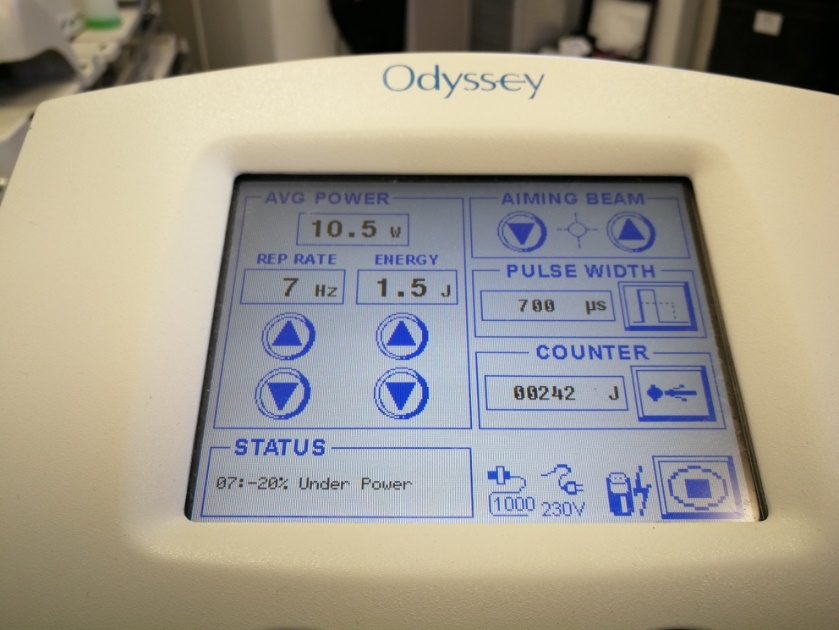 Odyssey
AVG POWER
10.5 W
REP RATE ENERGY
7 Hz 1.5 J
AIMING BEAM
PULSE WIDTH
700 µs
COUNTER
00242 J
STATUS
07:-20% Under Power
1000 230V